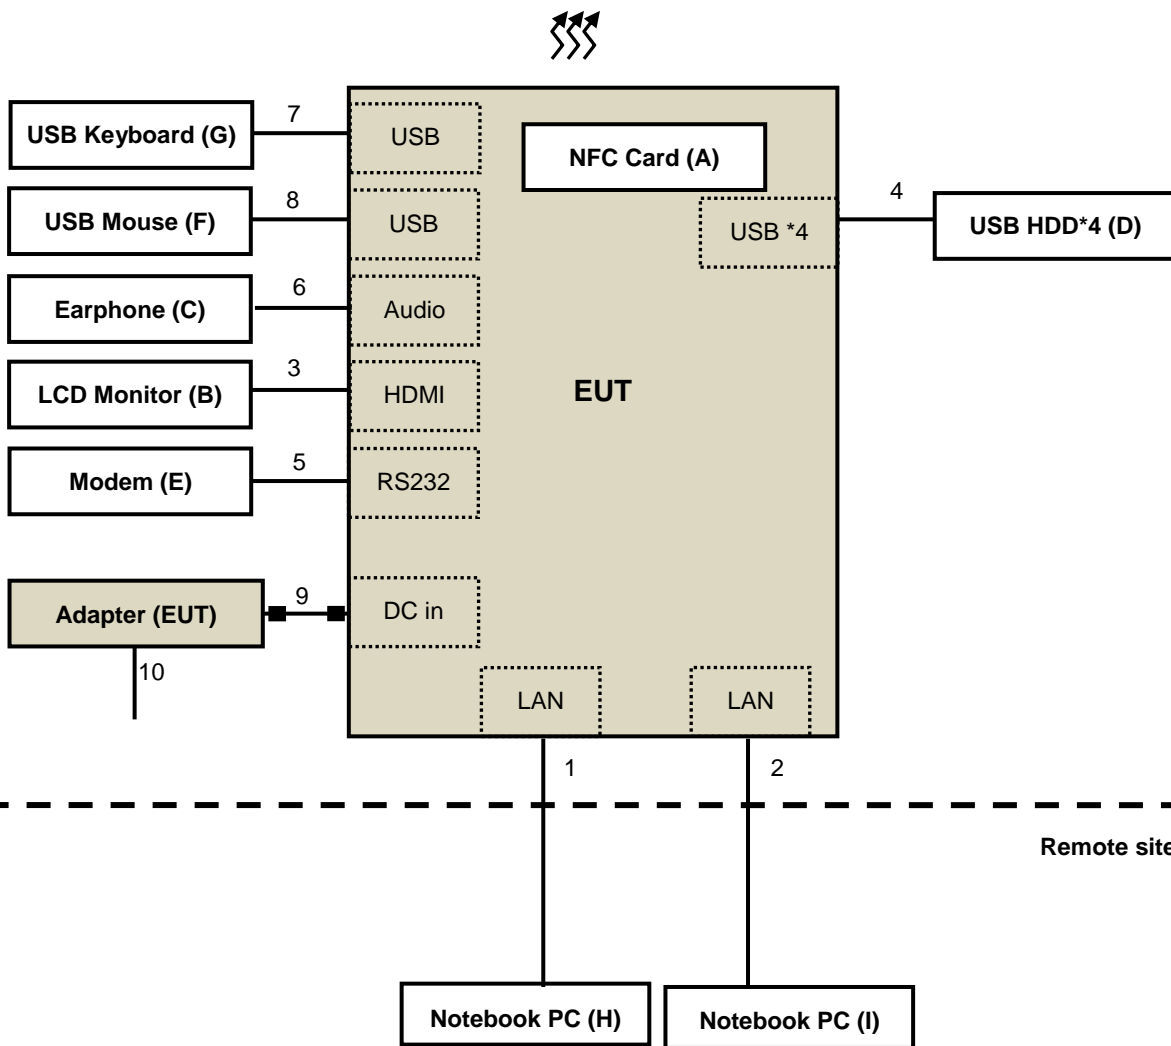 7
USB Keyboard (G)
USB
NFC Card (A)
8
USB Mouse (F)
USB
USB *4
4
USB HDD*4 (D)
6
Earphone (C)
Audio
3
LCD Monitor (B)
HDMI
EUT
5
Modem (E)
RS232
9
Adapter (EUT)
DC in
10
LAN
LAN
1
2
Remote site
Notebook PC (H)
Notebook PC (I)